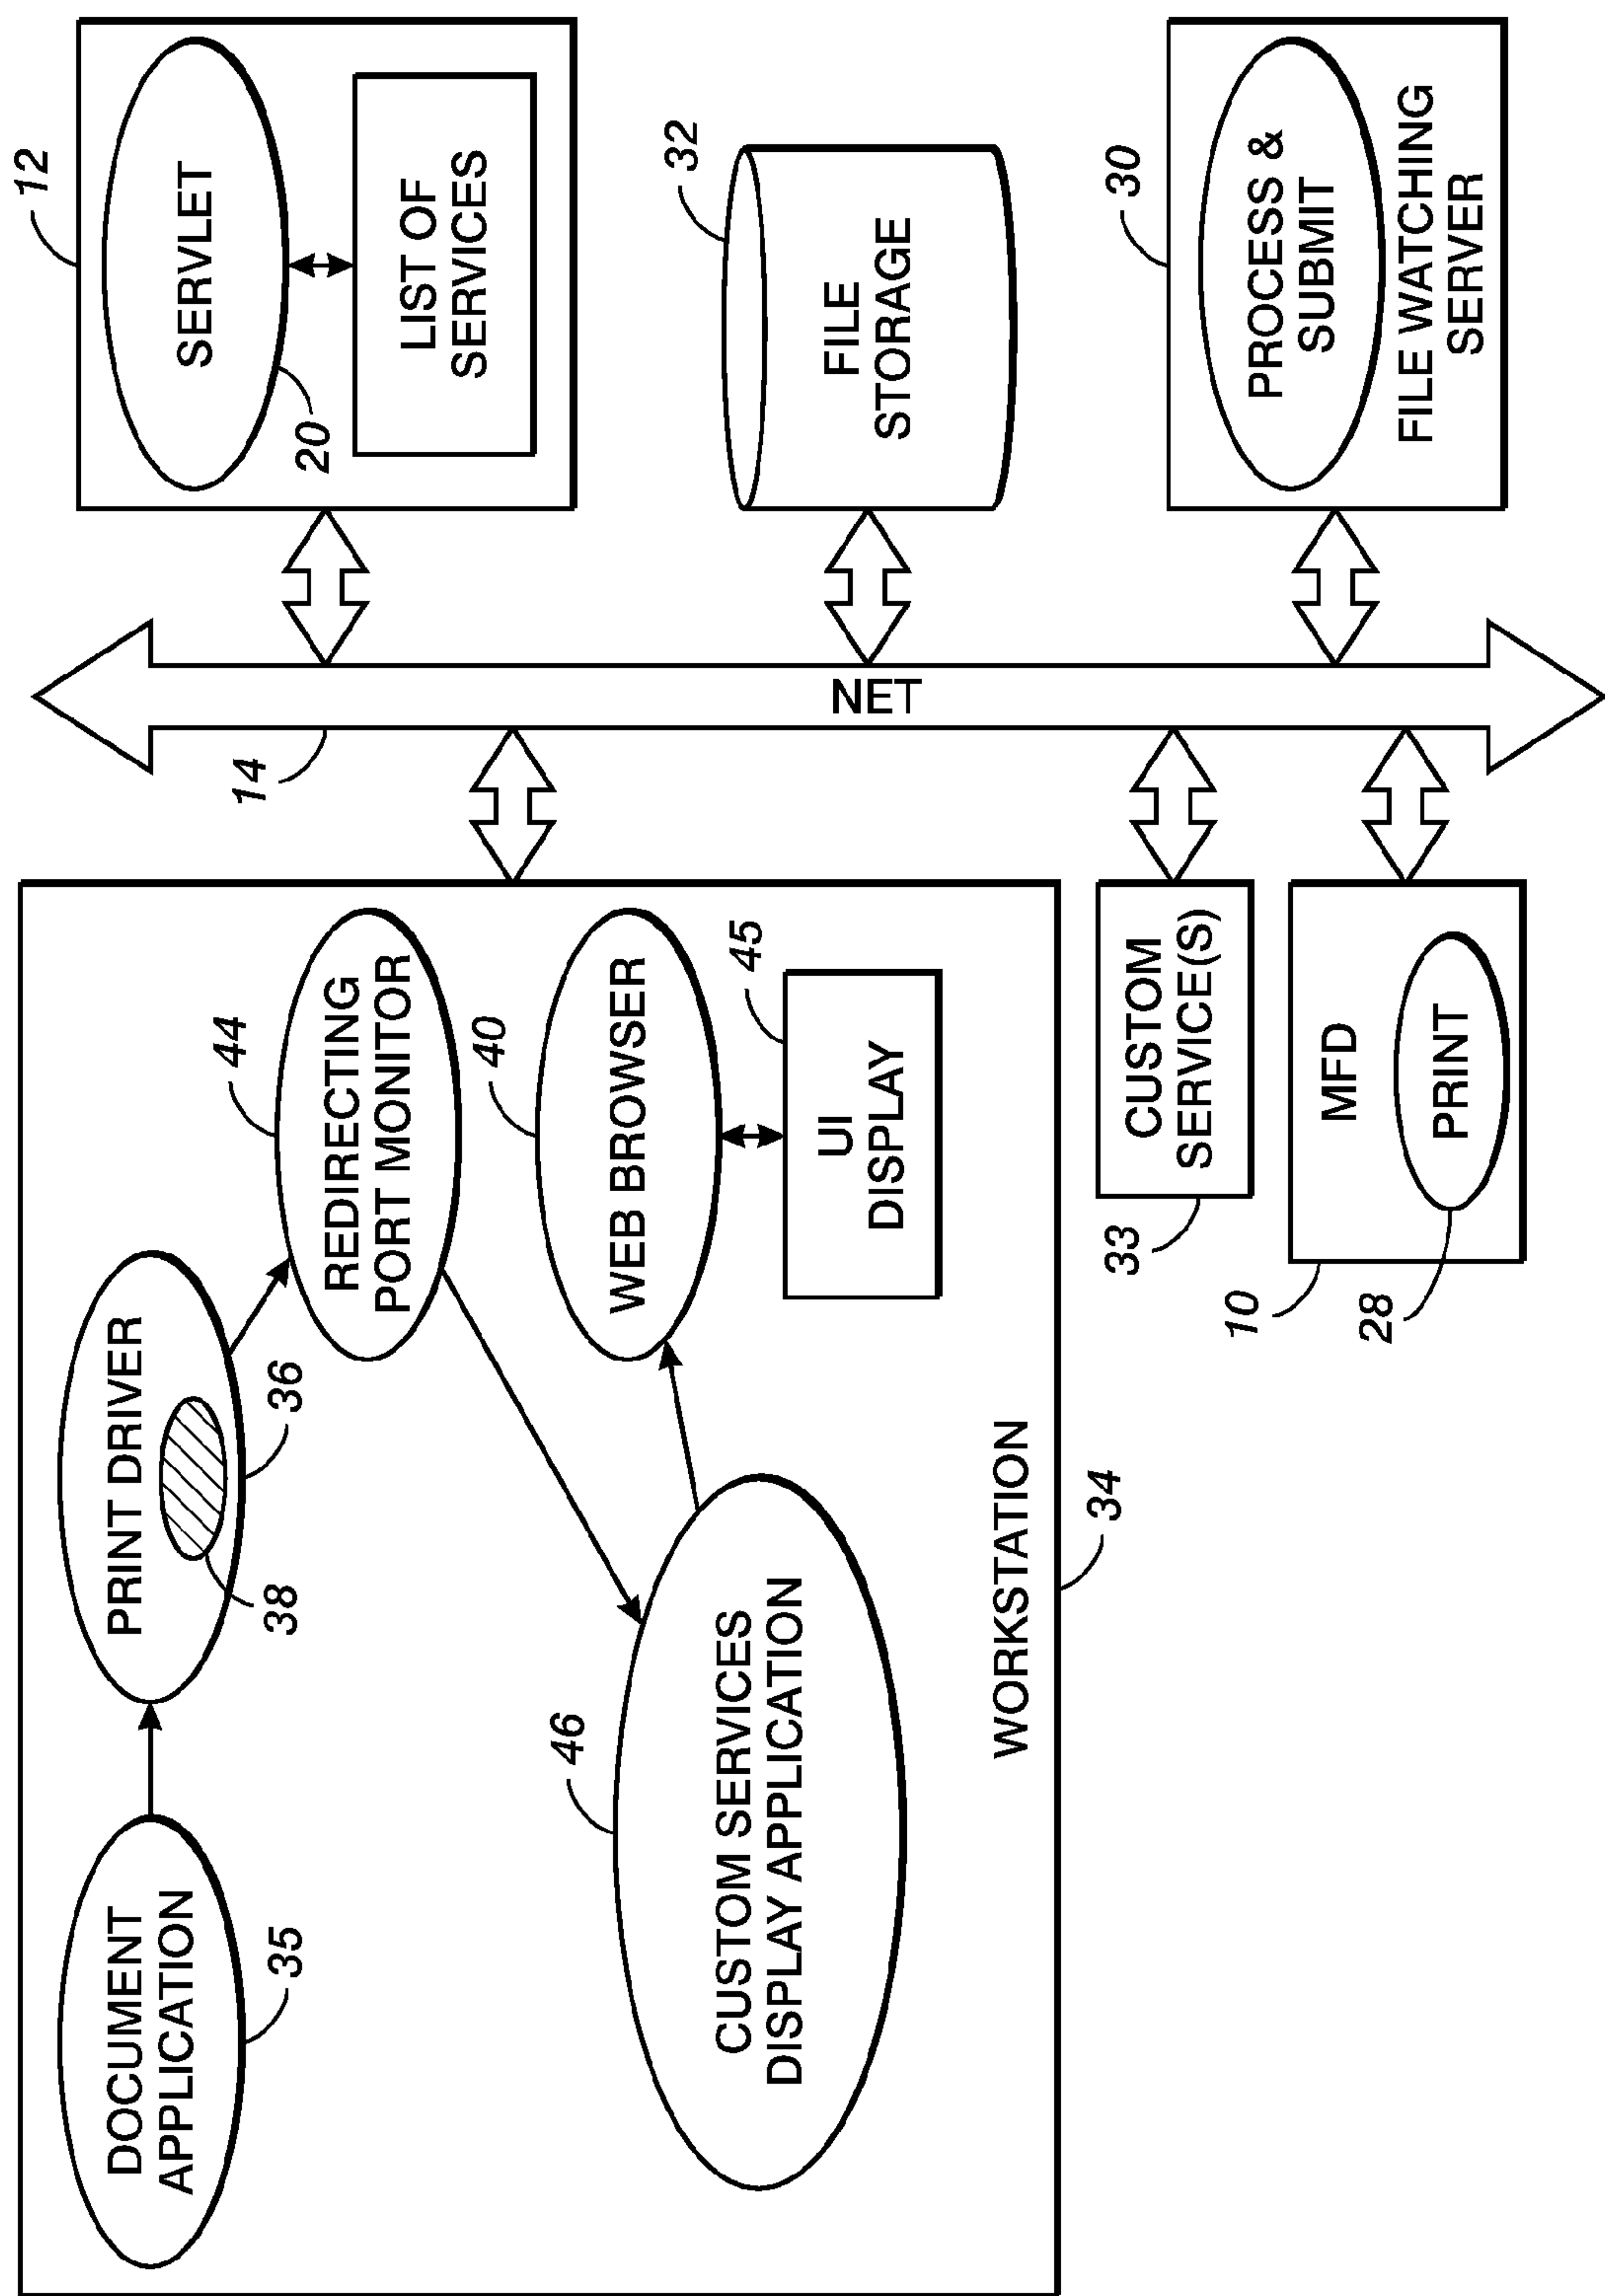 DOCUMENT
APPLICATION
35
PRINT DRIVER
38
36
44
REDIRECTING
PORT MONITOR
40
WEB BROWSER
45
UI
DISPLAY
46
CUSTOM SERVICES
DISPLAY APPLICATION
WORKSTATION
34
33
CUSTOM
SERVICE(S)
10
MFD
PRINT
28
14
NET
12
SERVLET
20
LIST OF
SERVICES
32
FILE
STORAGE
30
PROCESS &
SUBMIT
FILE WATCHING
SERVER